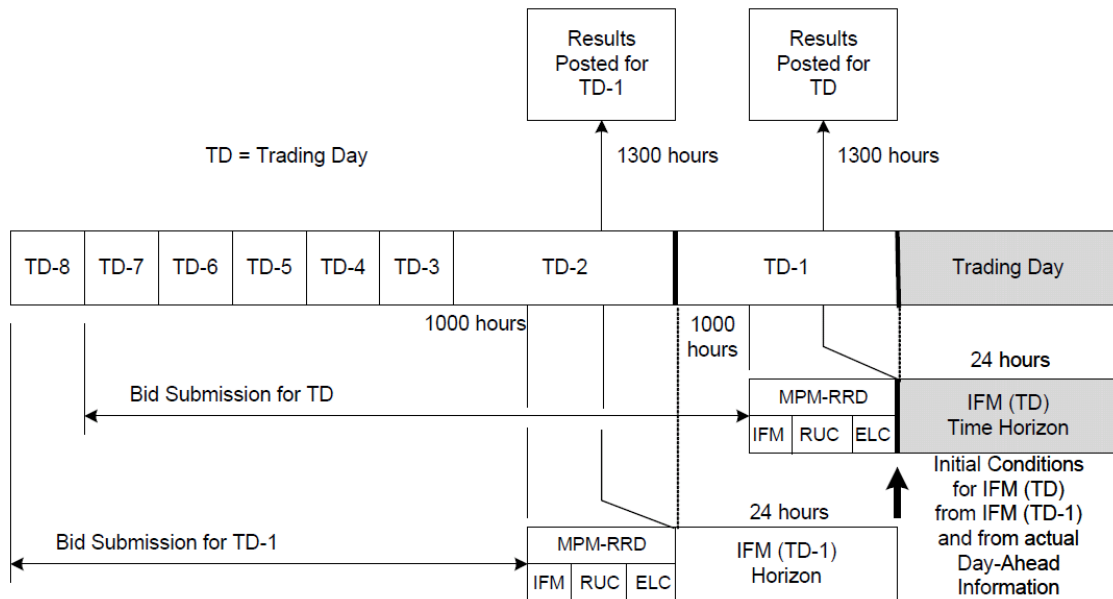 Results
Posted for
TD-1
Results
Posted for
TD
TD = Trading Day
1300 hours
1300 hours
TD-8
TD-7
TD-6
TD-5
TD-4
TD-3
TD-2
TD-1
Trading Day
1000 hours
1000
hours
24 hours
Bid Submission for TD
MPM-RRD
IFM
RUC
ELC
IFM (TD)
Time Horizon
Initial Conditions
for IFM (TD)
from IFM (TD-1)
and from actual
Day-Ahead
Information
24 hours
Bid Submission for TD-1
MPM-RRD
IFM
RUC
ELC
IFM (TD-1)
Horizon